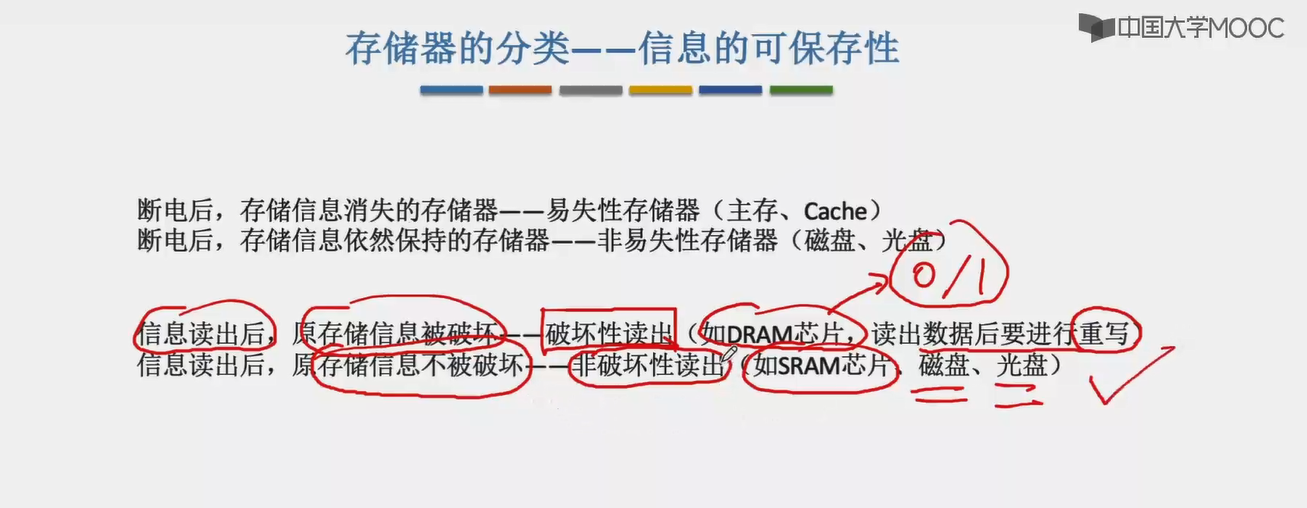 中国大学MOOC
存储器的分类——信息的可保存性
断电后，存储信息消失的存储器——易失性存储器（主存、Cache）
断电后，存储信息依然保持的存储器——非易失性存储器（磁盘、光盘）
0/1
信息读出后，原存储信息被破坏——破坏性读出（如DRAM芯片，读出数据后要进行重写）
信息读出后，原存储信息不被破坏——非破坏性读出（如SRAM芯片、磁盘、光盘）